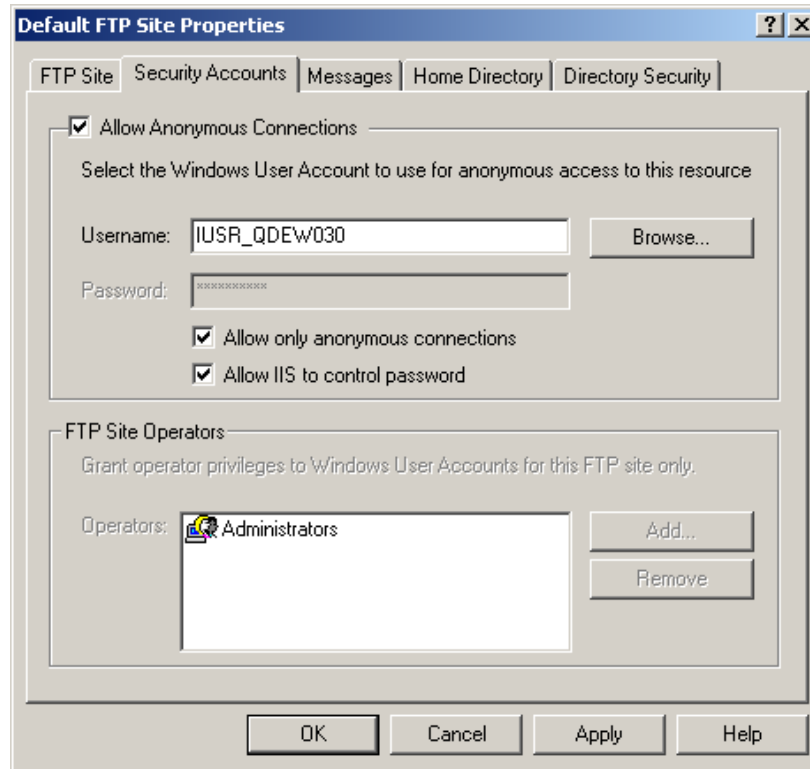 Default FTP Site Properties
FTP Site Security Accounts Messages Home Directory Directory Security
Allow Anonymous Connections
Select the Windows User Account to use for anonymous access to this resource
Username: IUSR_QDEW030 Browse...
Password: **********
Allow only anonymous connections
Allow IIS to control password
FTP Site Operators
Grant operator privileges to Windows User Accounts for this FTP site only.
Operators: Administrators Add...
Remove
OK Cancel Apply Help